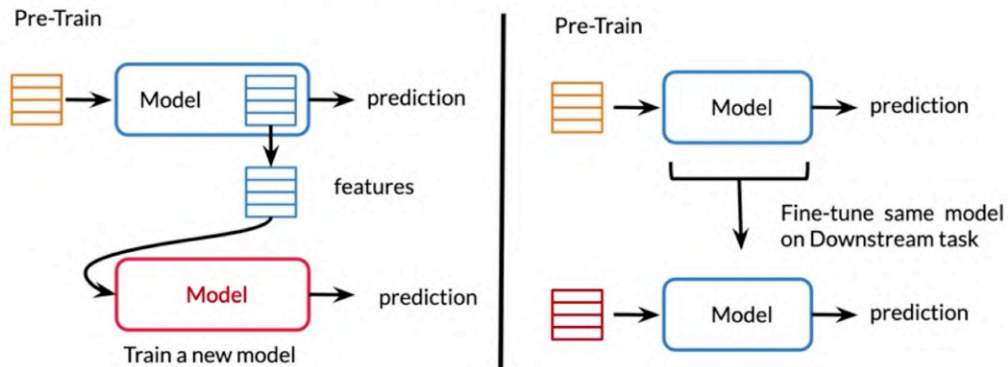 Pre-Train
Model
prediction
features
Model
prediction
Train a new model
Pre-Train
Model
prediction
Fine-tune same model
on Downstream task
Model
prediction